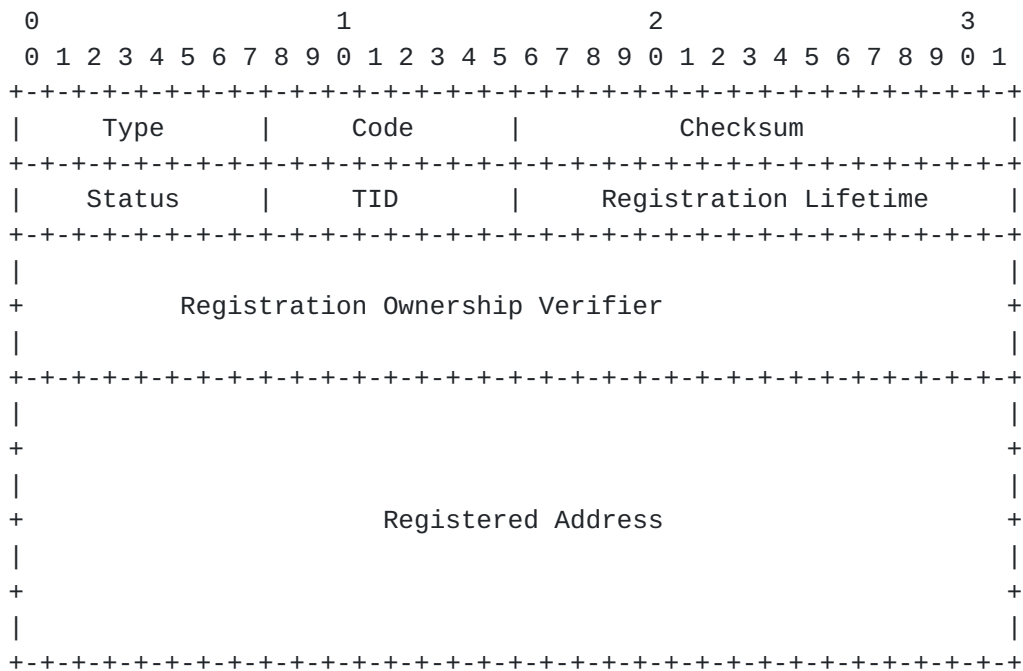 0                   1                   2                   3
 0 1 2 3 4 5 6 7 8 9 0 1 2 3 4 5 6 7 8 9 0 1 2 3 4 5 6 7 8 9 0 1
+-+-+-+-+-+-+-+-+-+-+-+-+-+-+-+-+-+-+-+-+-+-+-+-+-+-+-+-+-+-+-+-+
|     Type      |     Code      |          Checksum             |
+-+-+-+-+-+-+-+-+-+-+-+-+-+-+-+-+-+-+-+-+-+-+-+-+-+-+-+-+-+-+-+-+
|    Status     |     TID       |     Registration Lifetime     |
+-+-+-+-+-+-+-+-+-+-+-+-+-+-+-+-+-+-+-+-+-+-+-+-+-+-+-+-+-+-+-+-+
|                                                               |
+          Registration Ownership Verifier                      +
|                                                               |
+-+-+-+-+-+-+-+-+-+-+-+-+-+-+-+-+-+-+-+-+-+-+-+-+-+-+-+-+-+-+-+-+
|                                                               |
+                                                               +
|                                                               |
+                       Registered Address                      +
|                                                               |
+                                                               +
|                                                               |
+-+-+-+-+-+-+-+-+-+-+-+-+-+-+-+-+-+-+-+-+-+-+-+-+-+-+-+-+-+-+-+-+